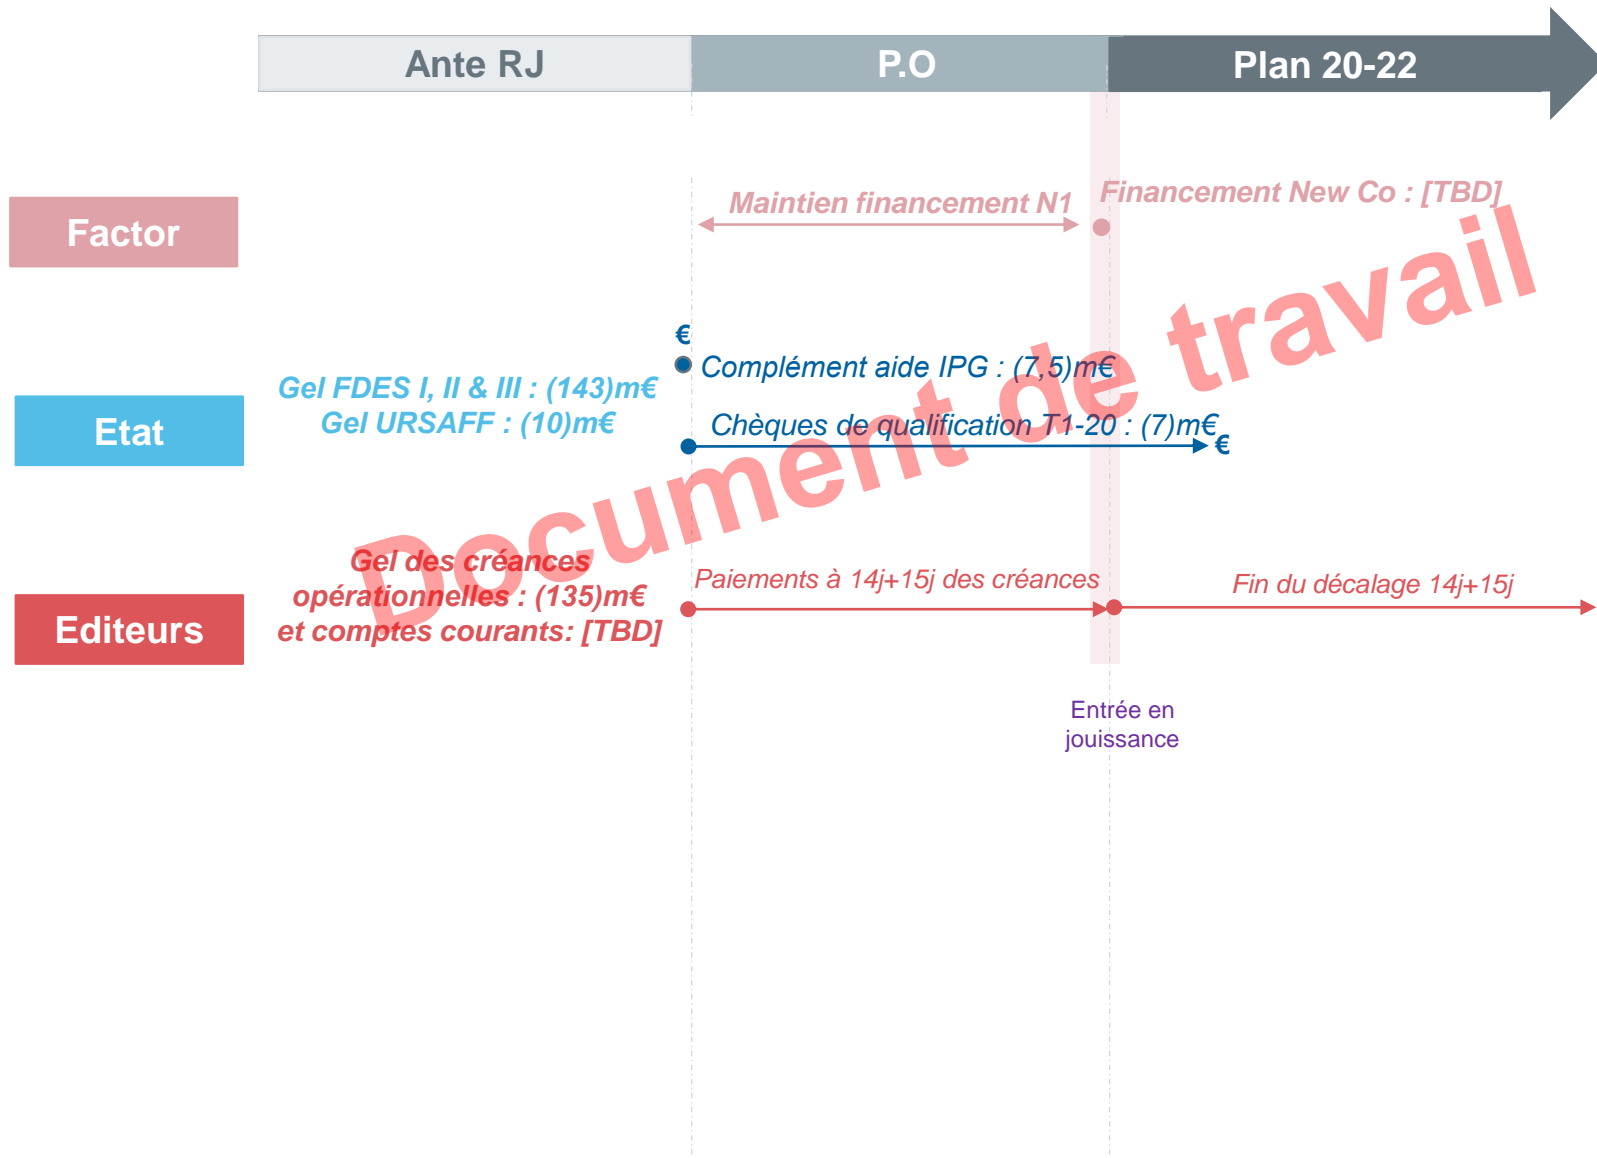 Ante RJ
P.O
Plan 20-22
Factor
Maintien financement N1
Financement New Co : [TBD]
Etat
Gel FDES I, II & III : (143)m€
Gel URSAFF : (10)m€
€
Complément aide IPG : (7,5)m€
Chèques de qualification T1-20 : (7)m€
€
Editeurs
Gel des créances
opérationnelles : (135)m€
et comptes courants: [TBD]
Paiements à 14j+15j des créances
Fin du décalage 14j+15j
Entrée en
jouissance
Document de travail